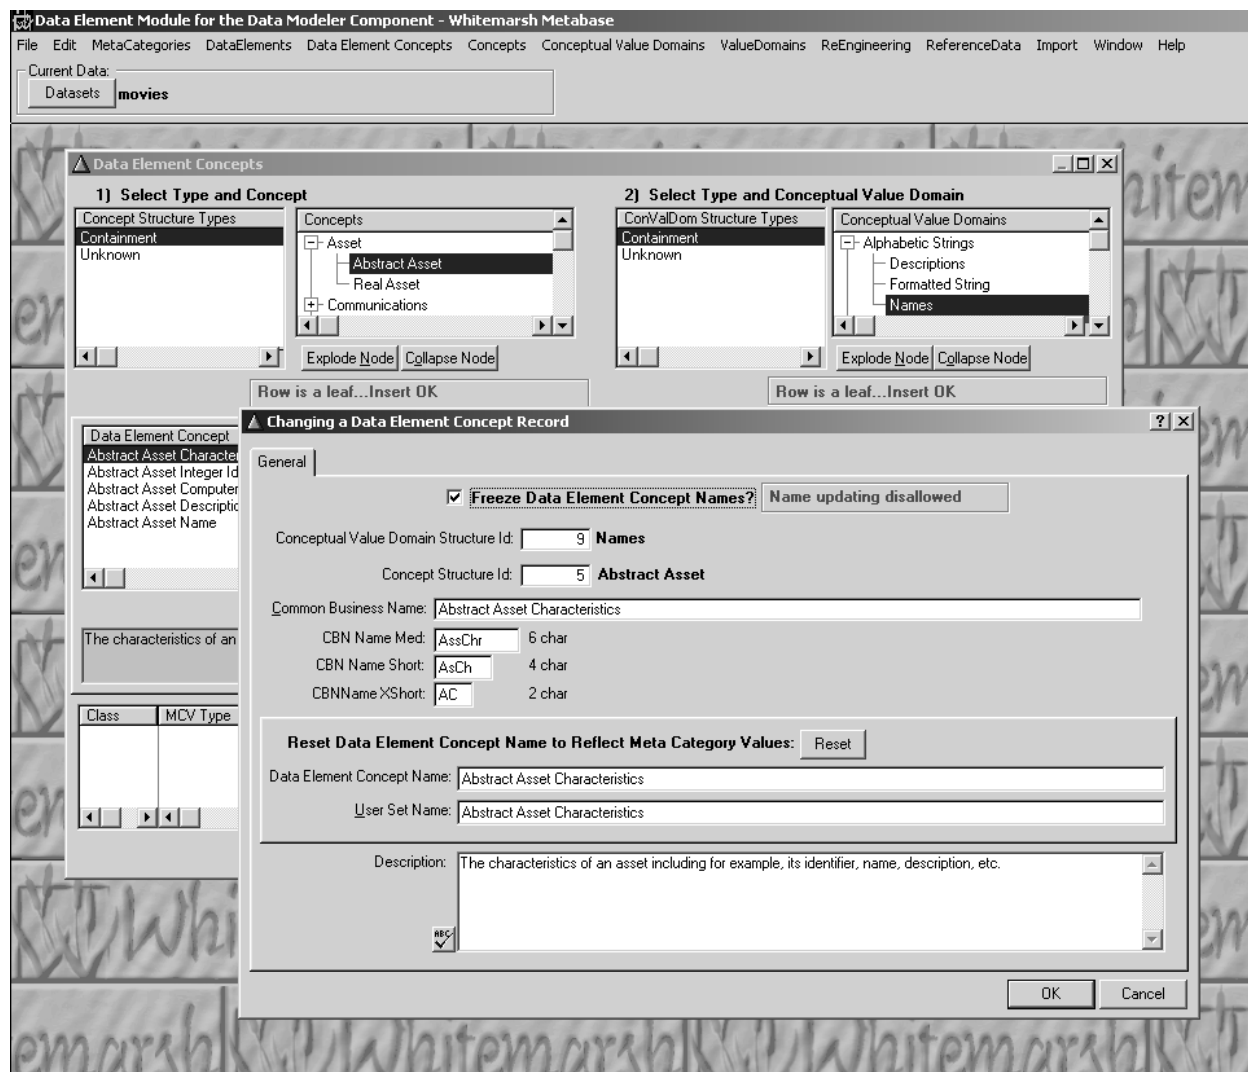 Data Element Module for the Data Modeler Component - Whitemarsh Metabase
File Edit MetaCategories DataElements Data Element Concepts Concepts Conceptual Value Domains ValueDomains ReEngineering ReferenceData Import Window Help
Current Data:
Datasets movies
Data Element Concepts
1) Select Type and Concept
2) Select Type and Conceptual Value Domain
Concept Structure Types
Containment
Unknown
Concepts
Asset
Abstract Asset
Real Asset
Communications
Explode Node Collapse Node
Row is a leaf...Insert OK
ConValDom Structure Types
Containment
Unknown
Conceptual Value Domains
Alphabetic Strings
Descriptions
Formatted String
Names
Explode Node Collapse Node
Row is a leaf...Insert OK
Data Element Concept
Abstract Asset Character
Abstract Asset Integer Id
Abstract Asset Computer
Abstract Asset Descriptio
Abstract Asset Name
The characteristics of an
Class MCV Type
Changing a Data Element Concept Record
General
Freeze Data Element Concept Names? Name updating disallowed
Conceptual Value Domain Structure Id: 9 Names
Concept Structure Id: 5 Abstract Asset
Common Business Name: Abstract Asset Characteristics
CBN Name Med: AssChr 6 char
CBN Name Short: AsCh 4 char
CBNName XShort: AC 2 char
Reset Data Element Concept Name to Reflect Meta Category Values: Reset
Data Element Concept Name: Abstract Asset Characteristics
User Set Name: Abstract Asset Characteristics
Description: The characteristics of an asset including for example, its identifier, name, description, etc.
ABC
OK Cancel
Whitemarsh